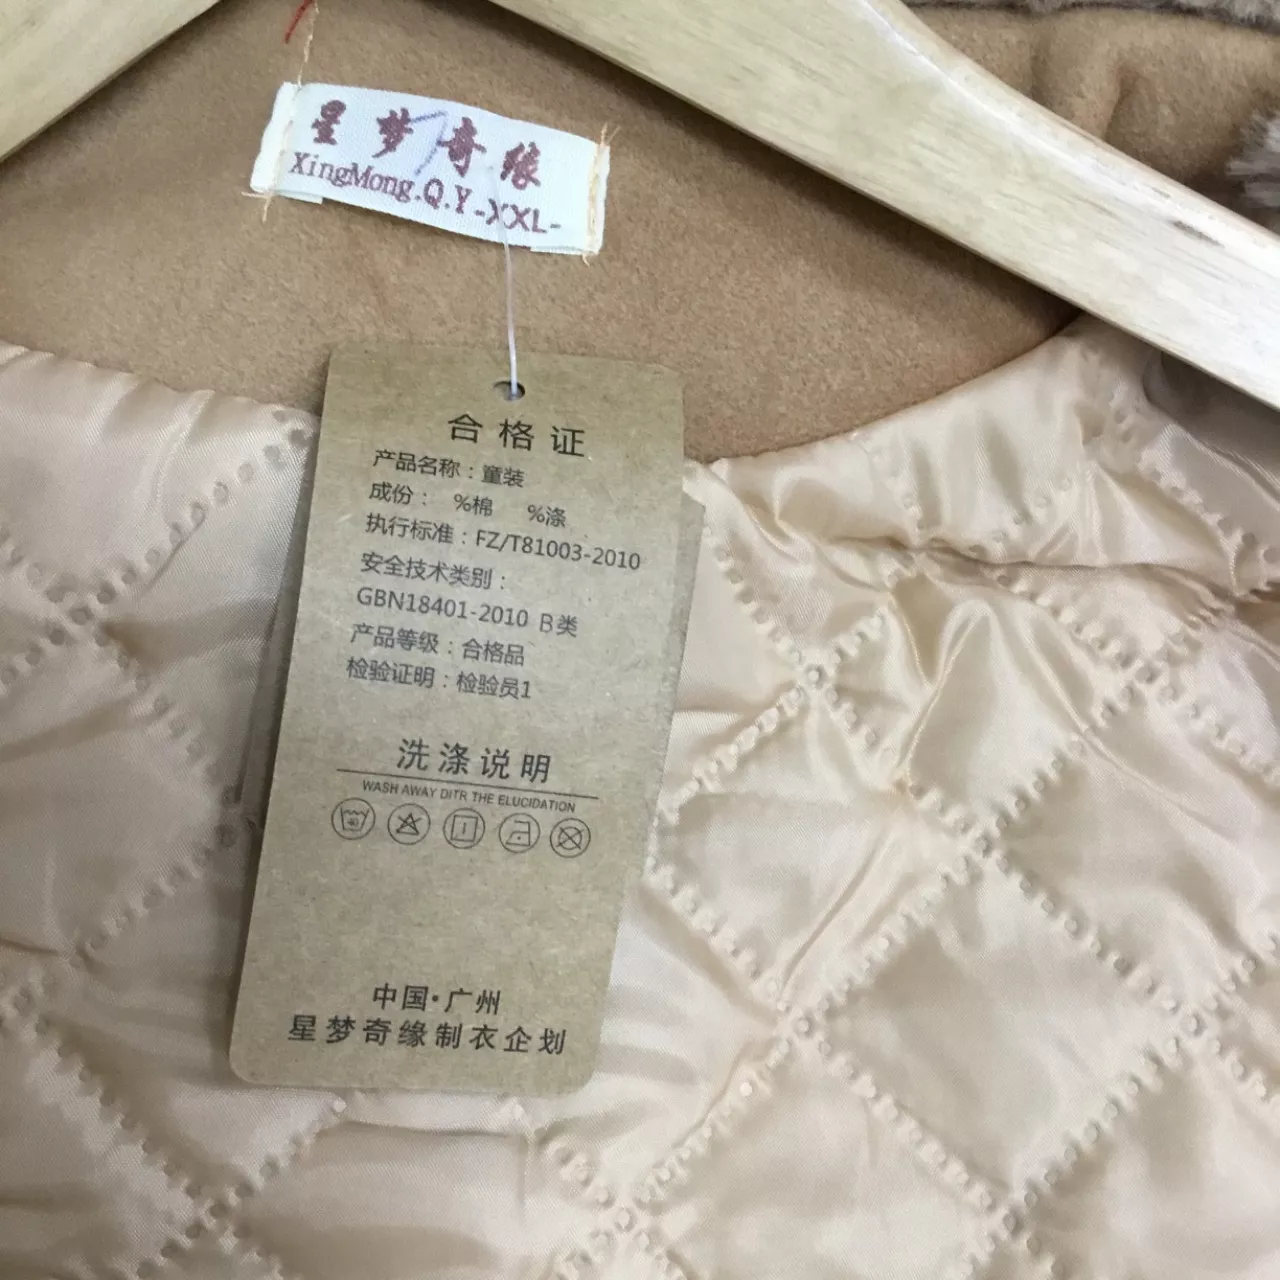 星梦奇缘
XingMong.Q.Y-XXL-
合格证
产品名称：童装
成份： %棉 %涤
执行标准：FZ/T81003-2010
安全技术类别：
GBN18401-2010 B类
产品等级：合格品
检验证明：检验员1
洗涤说明
WASH AWAY DITR THE ELUCIDATION
40
中国·广州
星梦奇缘制衣企划